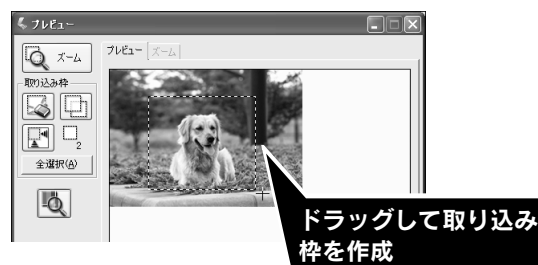 プレビュー
ズーム
プレビュー ズーム
取り込み枠
2
全選択(A)
ドラッグして取り込み
枠を作成